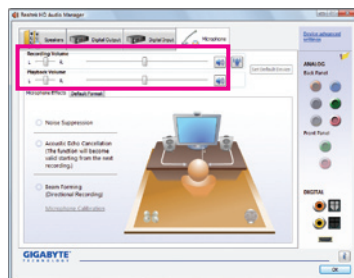 Realtek HD Audio Manager
Speakers
Digital Output
Digital Input
Microphone
Device advanced settings
Recording Volume
L R
Set Default Device
Playback Volume
L R
Microphone Effects
Default Format
Noise Suppression
Acoustic Echo Cancellation
(The function will become
valid starting from the next
recording)
Beam Forming
(Directional Recording)
Microphone Calibration
ANALOG
Back Panel
Front Panel
DIGITAL
GIGABYTE
TECHNOLOGY
i
OK